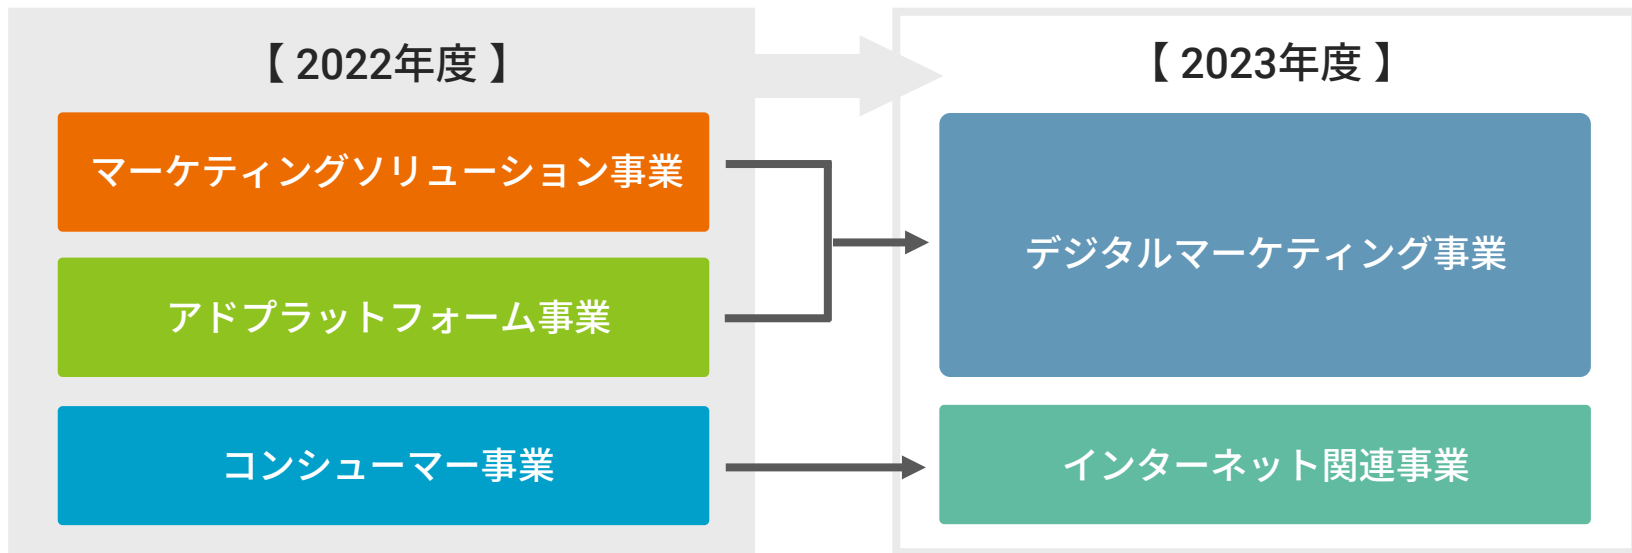 【 2022年度 】
マーケティングソリューション事業
アドプラットフォーム事業
コンシューマー事業
【 2023年度 】
デジタルマーケティング事業
インターネット関連事業